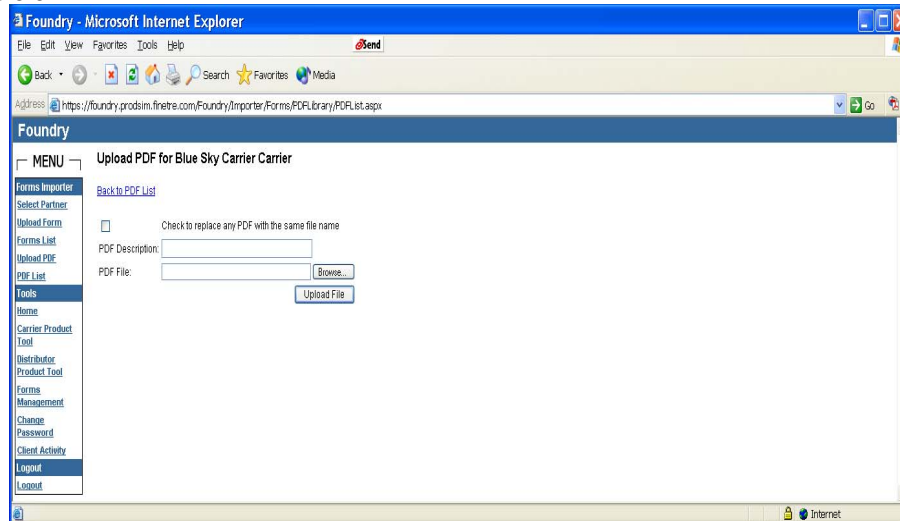 Foundry - Microsoft Internet Explorer
File Edit View Favorites Tools Help
Send
Back Search Favorites Media
Address https://foundry.prodsim.finetre.com/Foundry/Importer/Forms/PDFLibrary/PDFList.aspx Go
Foundry
MENU
Upload PDF for Blue Sky Carrier Carrier
Forms Importer
Back to PDF List
Select Partner
Upload Form
Check to replace any PDF with the same file name
Forms List
PDF Description:
Upload PDF
PDF List
PDF File: Browse...
Tools
Upload File
Home
Carrier Product
Tool
Distributor
Product Tool
Forms
Management
Change
Password
Client Activity
Logout
Logout
Internet